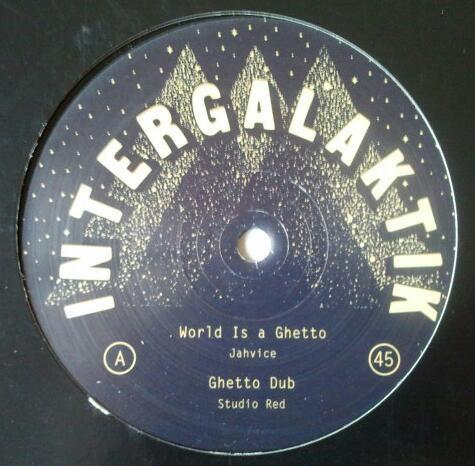 INTERGALAKTIK
World Is a Ghetto
Jahvice
A
45
Ghetto Dub
Studio Red